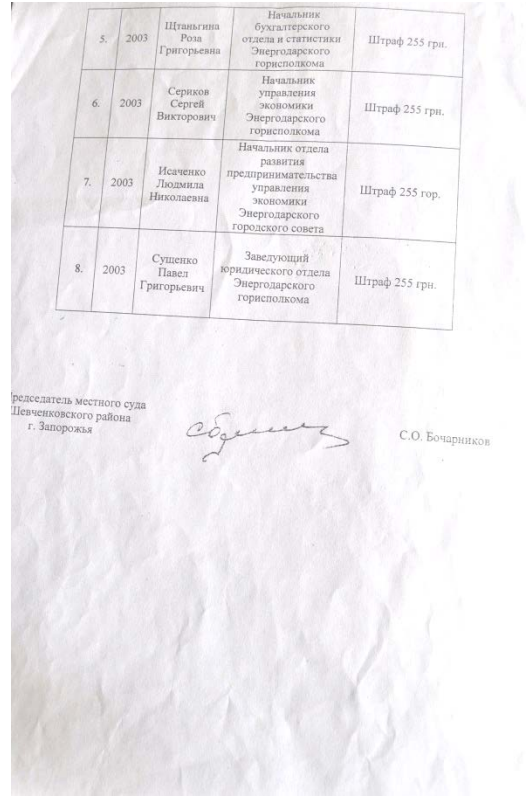 5.
2003
Щтаньгина
Роза
Григорьевна
Начальник
бухгалтерского
отдела и статистики
Энергодарского
горисполкома
Штраф 255 грн.
6.
2003
Сериков
Сергей
Викторович
Начальник
управления
экономики
Энергодарского
горисполкома
Штраф 255 грн.
7.
2003
Исаченко
Людмила
Николаевна
Начальник отдела
развития
предпринимательства
управления
экономики
Энергодарского
городского совета
Штраф 255 гор.
8.
2003
Сущенко
Павел
Григорьевич
Заведующий
юридического отдела
Энергодарского
горисполкома
Штраф 255 грн.
редседатель местного суда
Шевченковского района
г. Запорожья
С.О. Бочарников